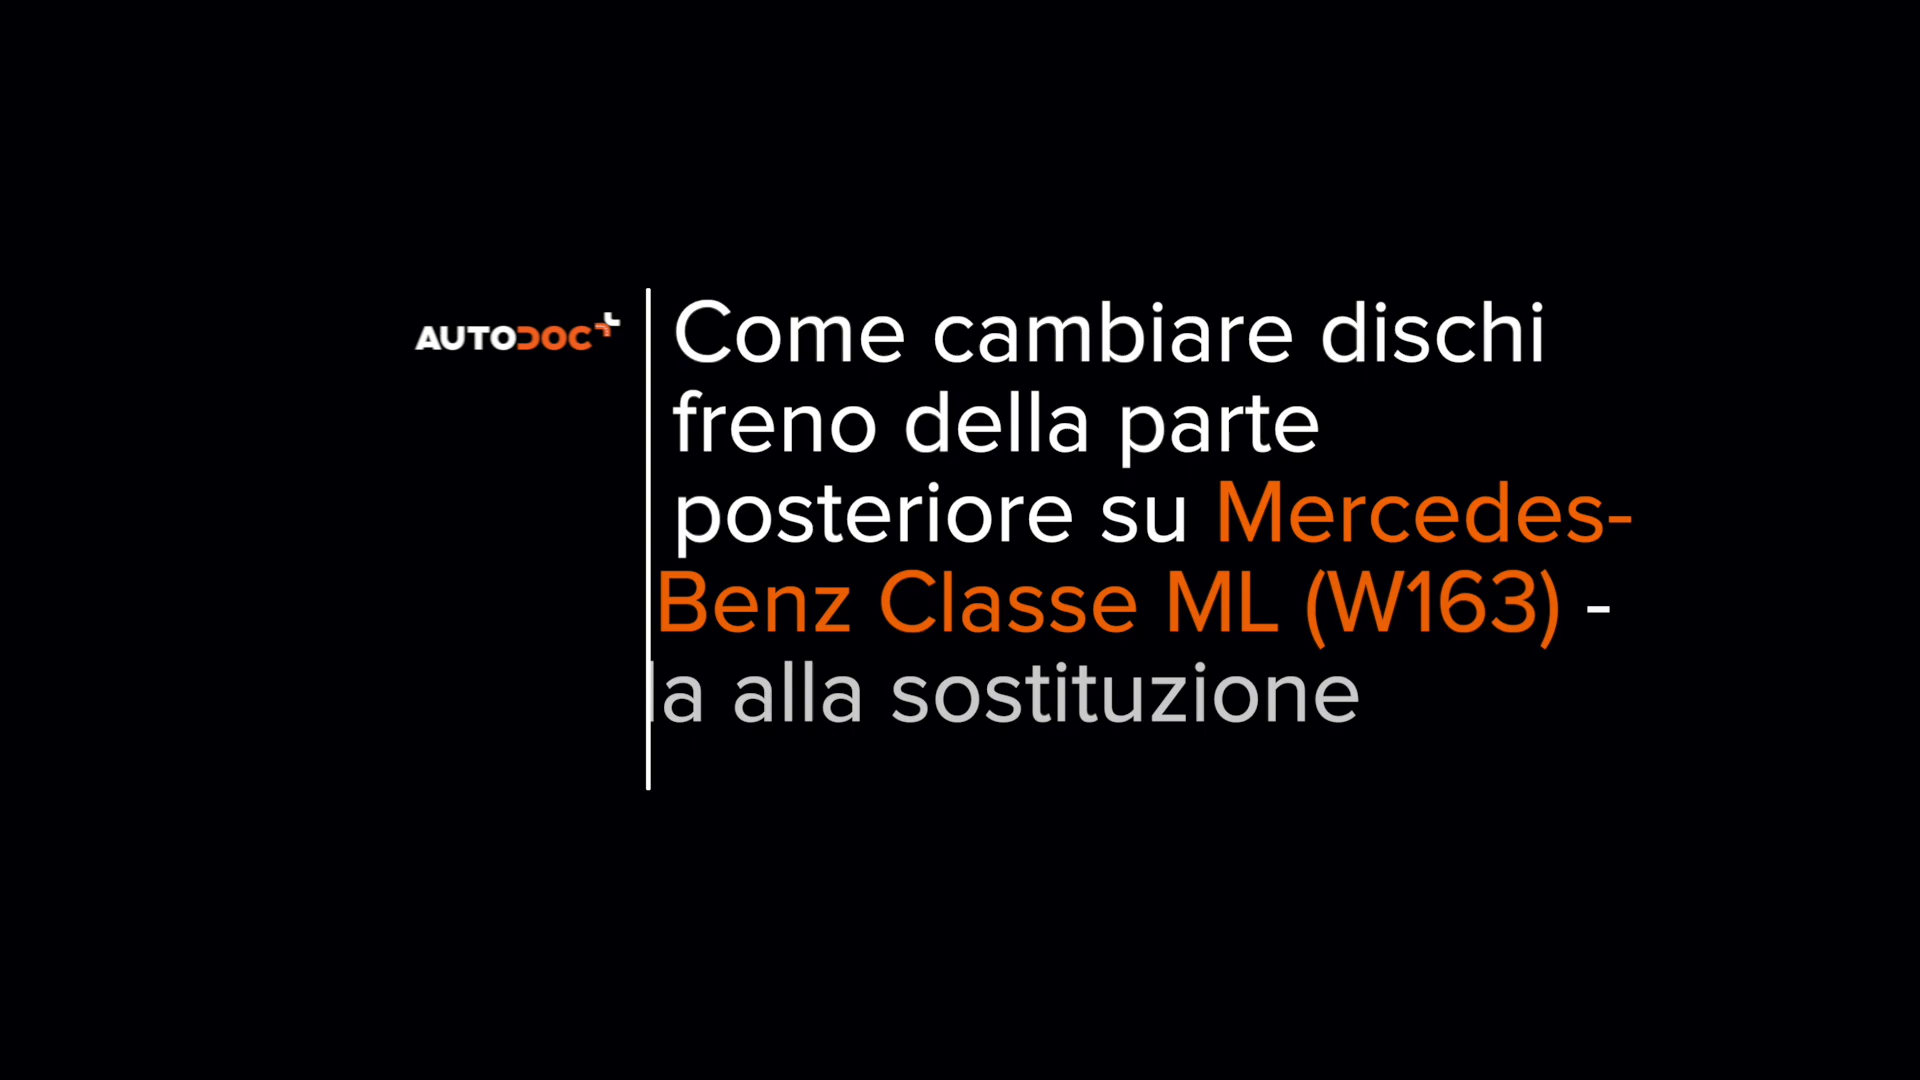 AUTODOC
Come cambiare dischi
freno della parte
posteriore su Mercedes-
Benz Classe ML (W163) -
la alla sostituzione